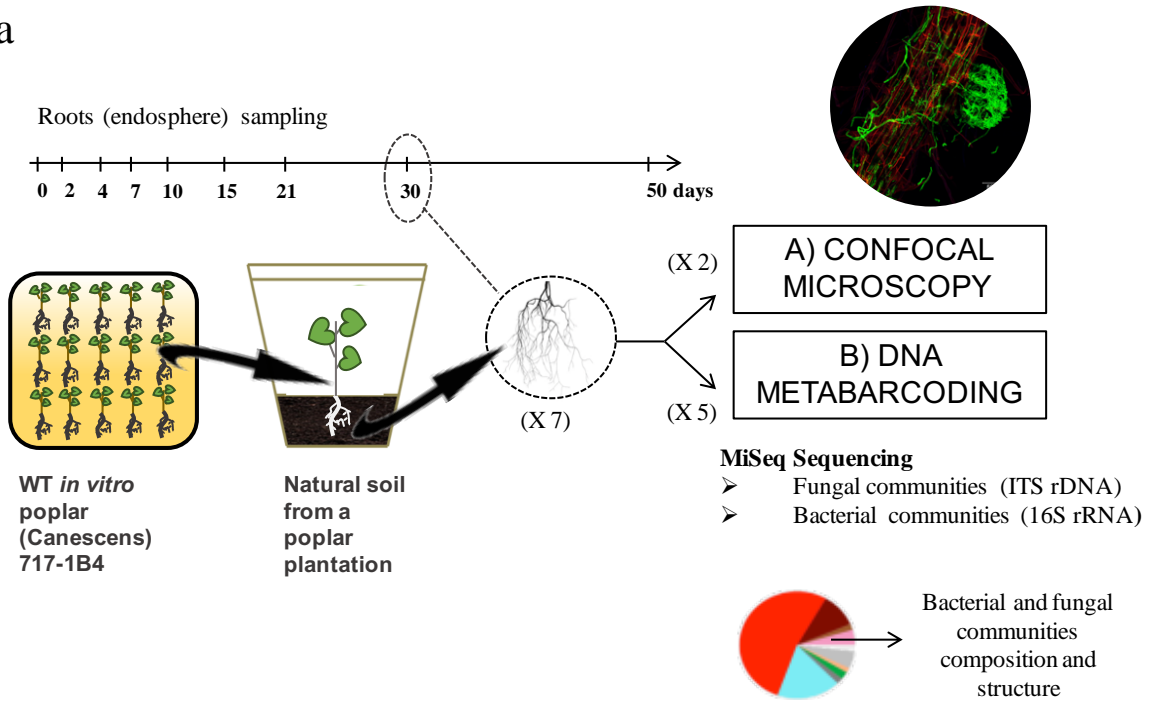 a
Roots (endosphere) sampling
0 2 4 7 10 15 21 30 50 days
(X 7)
(X 2)
A) CONFOCAL
MICROSCOPY
(X 5)
B) DNA
METABARCODING
WT in vitro
poplar
(Canescens)
717-1B4
Natural soil
from a
poplar
plantation
MiSeq Sequencing
➢ Fungal communities (ITS rDNA)
➢ Bacterial communities (16S rRNA)
Bacterial and fungal
communities
composition and
structure